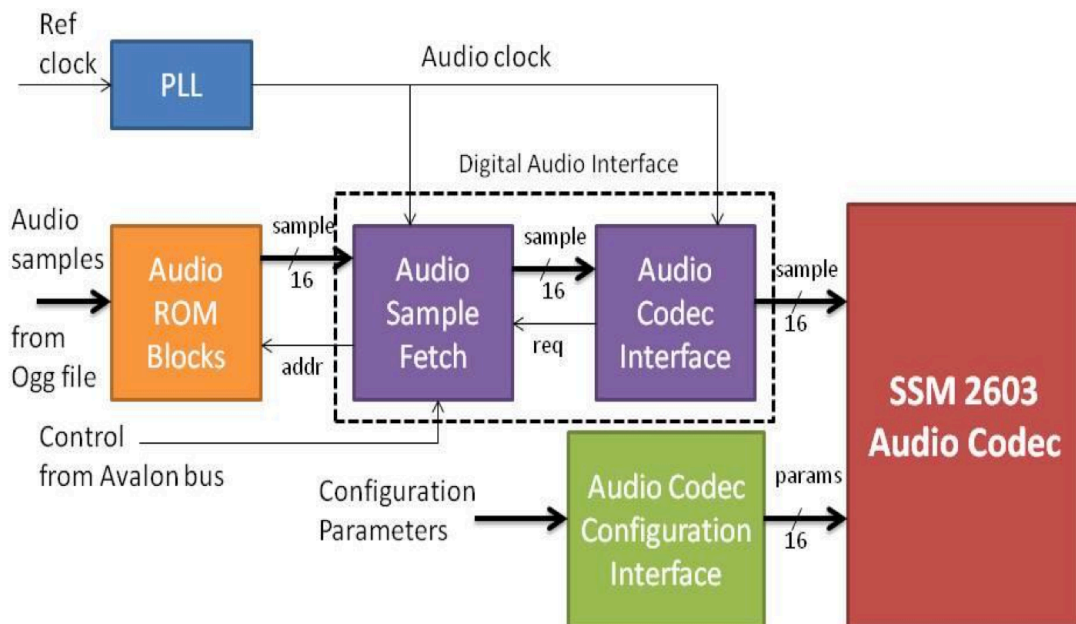 Ref
clock
PLL
Audio clock
Digital Audio Interface
Audio
samples
from
Ogg file
Audio
ROM
Blocks
sample
16
addr
Audio
Sample
Fetch
sample
16
req
Audio
Codec
Interface
sample
16
SSM 2603
Audio Codec
Control
from Avalon bus
Configuration
Parameters
Audio Codec
Configuration
Interface
params
16